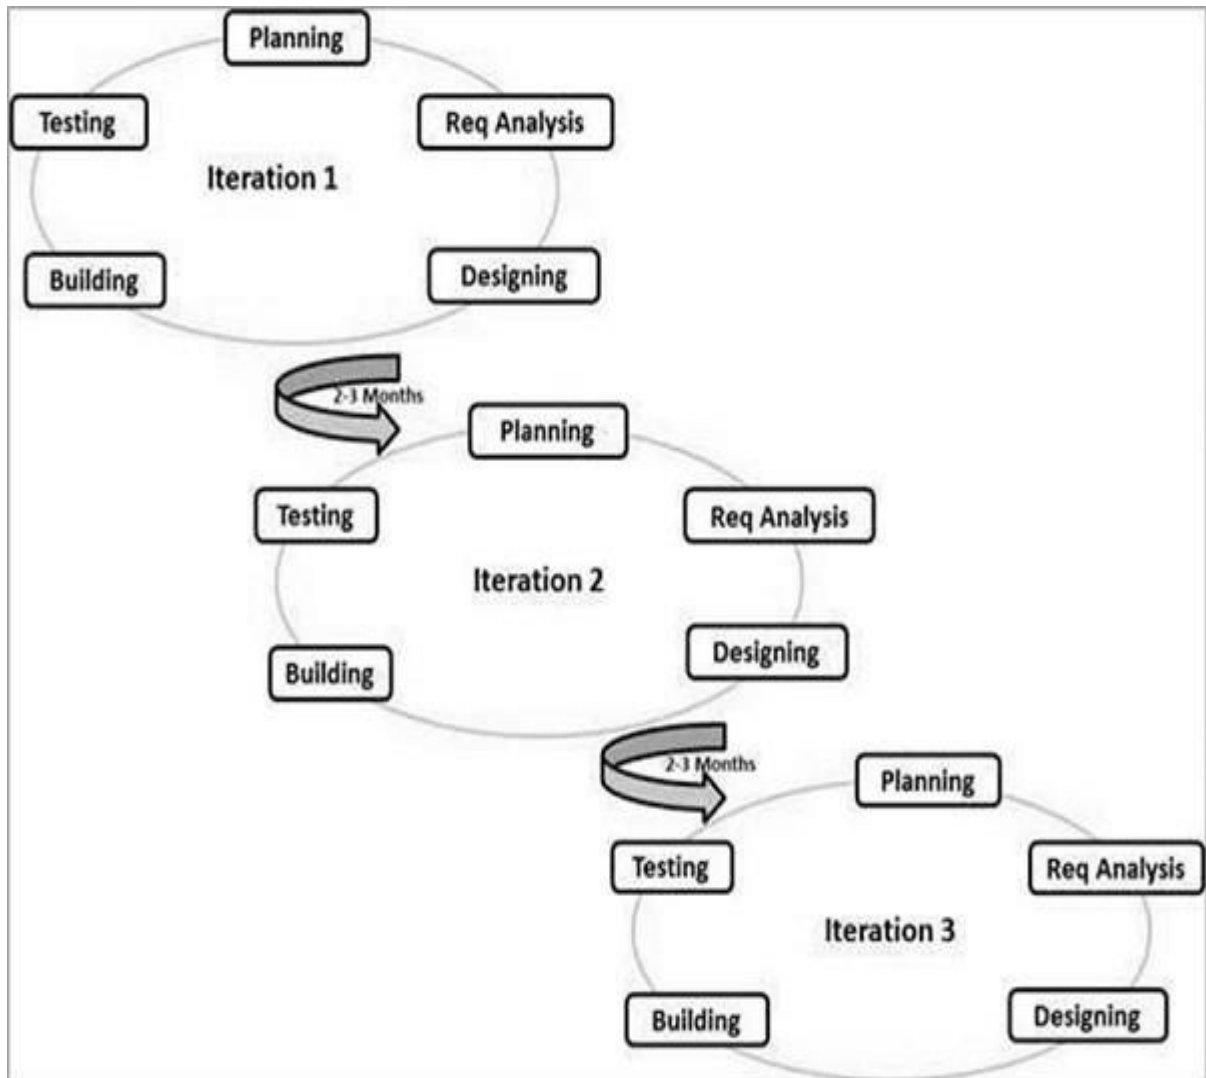 Planning
Testing
Req Analysis
Iteration 1
Building
Designing
2-3 Months
Planning
Testing
Req Analysis
Iteration 2
Building
Designing
2-3 Months
Planning
Testing
Req Analysis
Iteration 3
Building
Designing